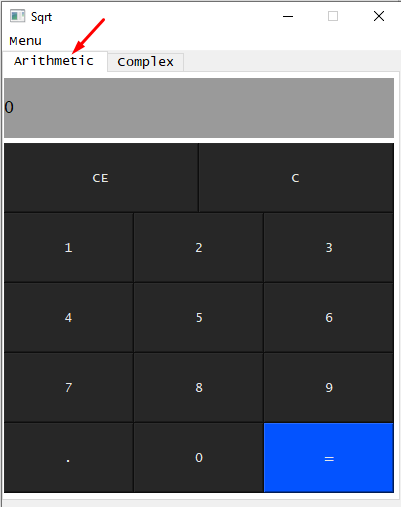 Sqrt
Menu
Arithmetic Complex
0
CE C
1 2 3
4 5 6
7 8 9
. 0 =